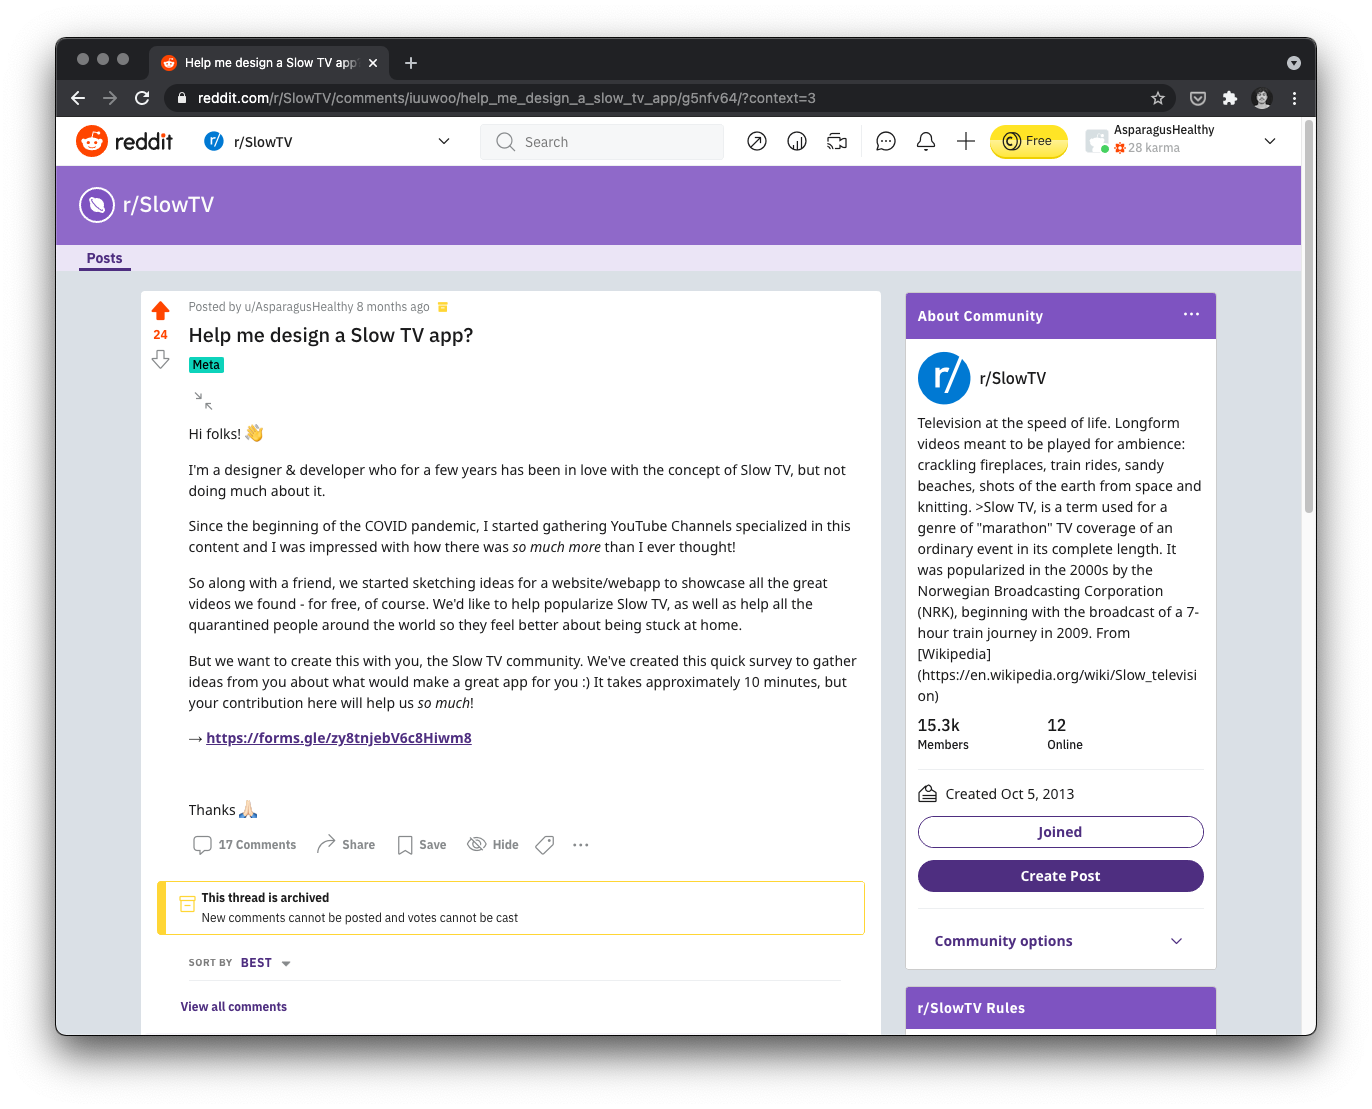 Help me design a Slow TV app?
reddit.com/r/SlowTV/comments/iuuwoo/help_me_design_a_slow_tv_app/g5nfv64/?context=3
reddit
r/SlowTV
Search
Free
AsparagusHealthy
28 karma
r/SlowTV
Posts
Posted by u/AsparagusHealthy 8 months ago
24
Help me design a Slow TV app?
Meta
Hi folks! 👋
I'm a designer & developer who for a few years has been in love with the concept of Slow TV, but not
doing much about it.
Since the beginning of the COVID pandemic, I started gathering YouTube Channels specialized in this
content and I was impressed with how there was so much more than I ever thought!
So along with a friend, we started sketching ideas for a website/webapp to showcase all the great
videos we found - for free, of course. We'd like to help popularize Slow TV, as well as help all the
quarantined people around the world so they feel better about being stuck at home.
But we want to create this with you, the Slow TV community. We've created this quick survey to gather
ideas from you about what would make a great app for you :) It takes approximately 10 minutes, but
your contribution here will help us so much!
→ https://forms.gle/zy8tnjebV6c8Hiwm8
Thanks 🙏🏻
17 Comments
Share
Save
Hide
This thread is archived
New comments cannot be posted and votes cannot be cast
SORT BY BEST
View all comments
About Community
r/
r/SlowTV
Television at the speed of life. Longform
videos meant to be played for ambience:
crackling fireplaces, train rides, sandy
beaches, shots of the earth from space and
knitting. >Slow TV, is a term used for a
genre of "marathon" TV coverage of an
ordinary event in its complete length. It
was popularized in the 2000s by the
Norwegian Broadcasting Corporation
(NRK), beginning with the broadcast of a 7-
hour train journey in 2009. From
[Wikipedia]
(https://en.wikipedia.org/wiki/Slow_televisi
on)
15.3k
12
Members
Online
Created Oct 5, 2013
Joined
Create Post
Community options
r/SlowTV Rules